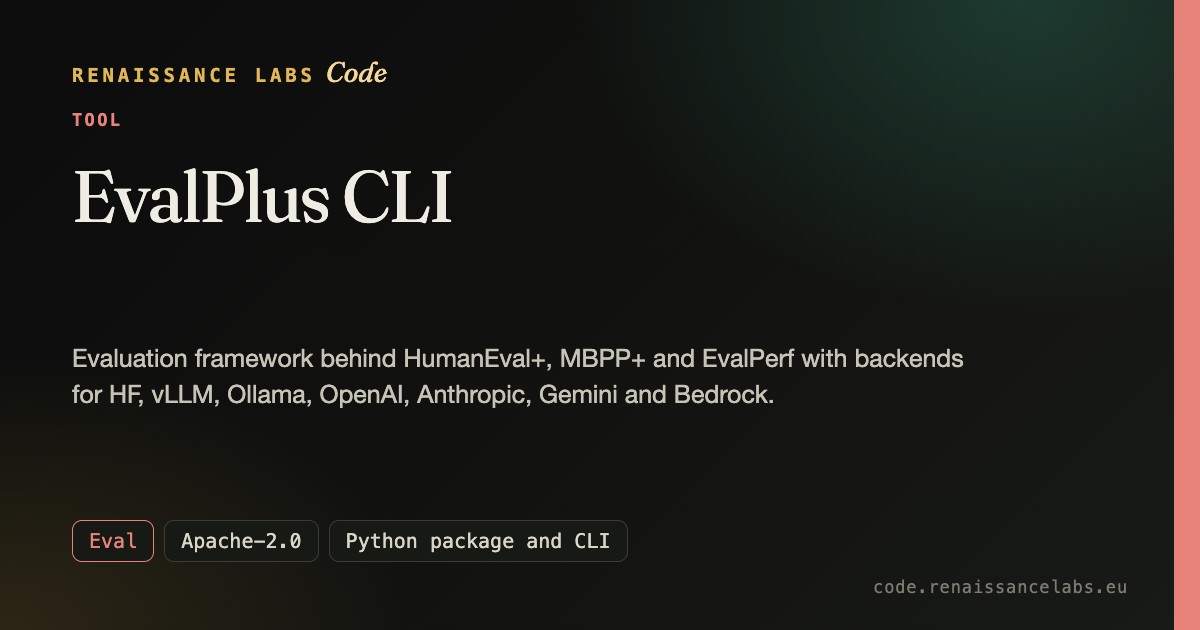 RENAISSANCE LABS Code
TOOL
EvalPlus CLI
Evaluation framework behind HumanEval+, MBPP+ and EvalPerf with backends
for HF, vLLM, Ollama, OpenAI, Anthropic, Gemini and Bedrock.
Eval Apache-2.0 Python package and CLI
code.renaissancelabs.eu